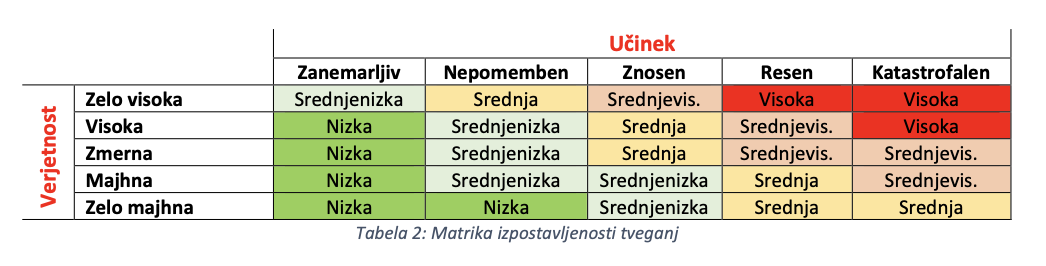 Učinek
Zanemarljiv Nepomemben Znosen Resen Katastrofalen
Verjetnost
Zelo visoka Srednjenizka Srednja Srednjevis. Visoka Visoka
Visoka Nizka Srednjenizka Srednja Srednjevis. Visoka
Zmerna Nizka Srednjenizka Srednja Srednjevis. Srednjevis.
Majhna Nizka Srednjenizka Srednjenizka Srednja Srednjevis.
Zelo majhna Nizka Nizka Srednjenizka Srednja Srednja
Tabela 2: Matrika izpostavljenosti tveganj